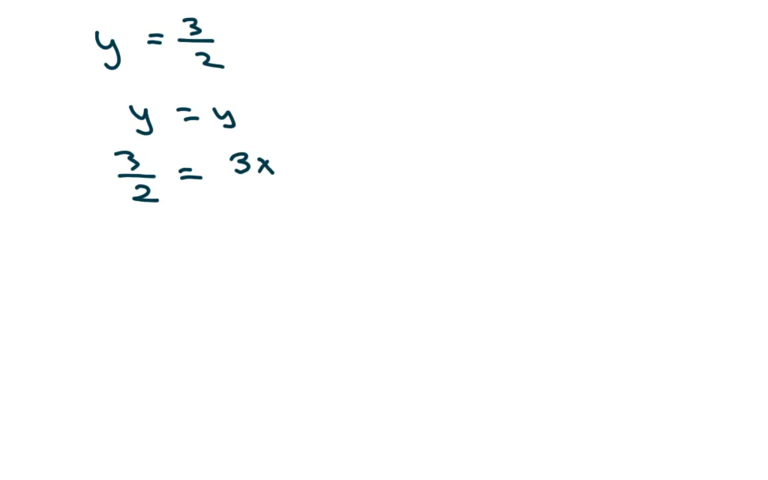 y = 3/2
y = y
3/2 = 3x